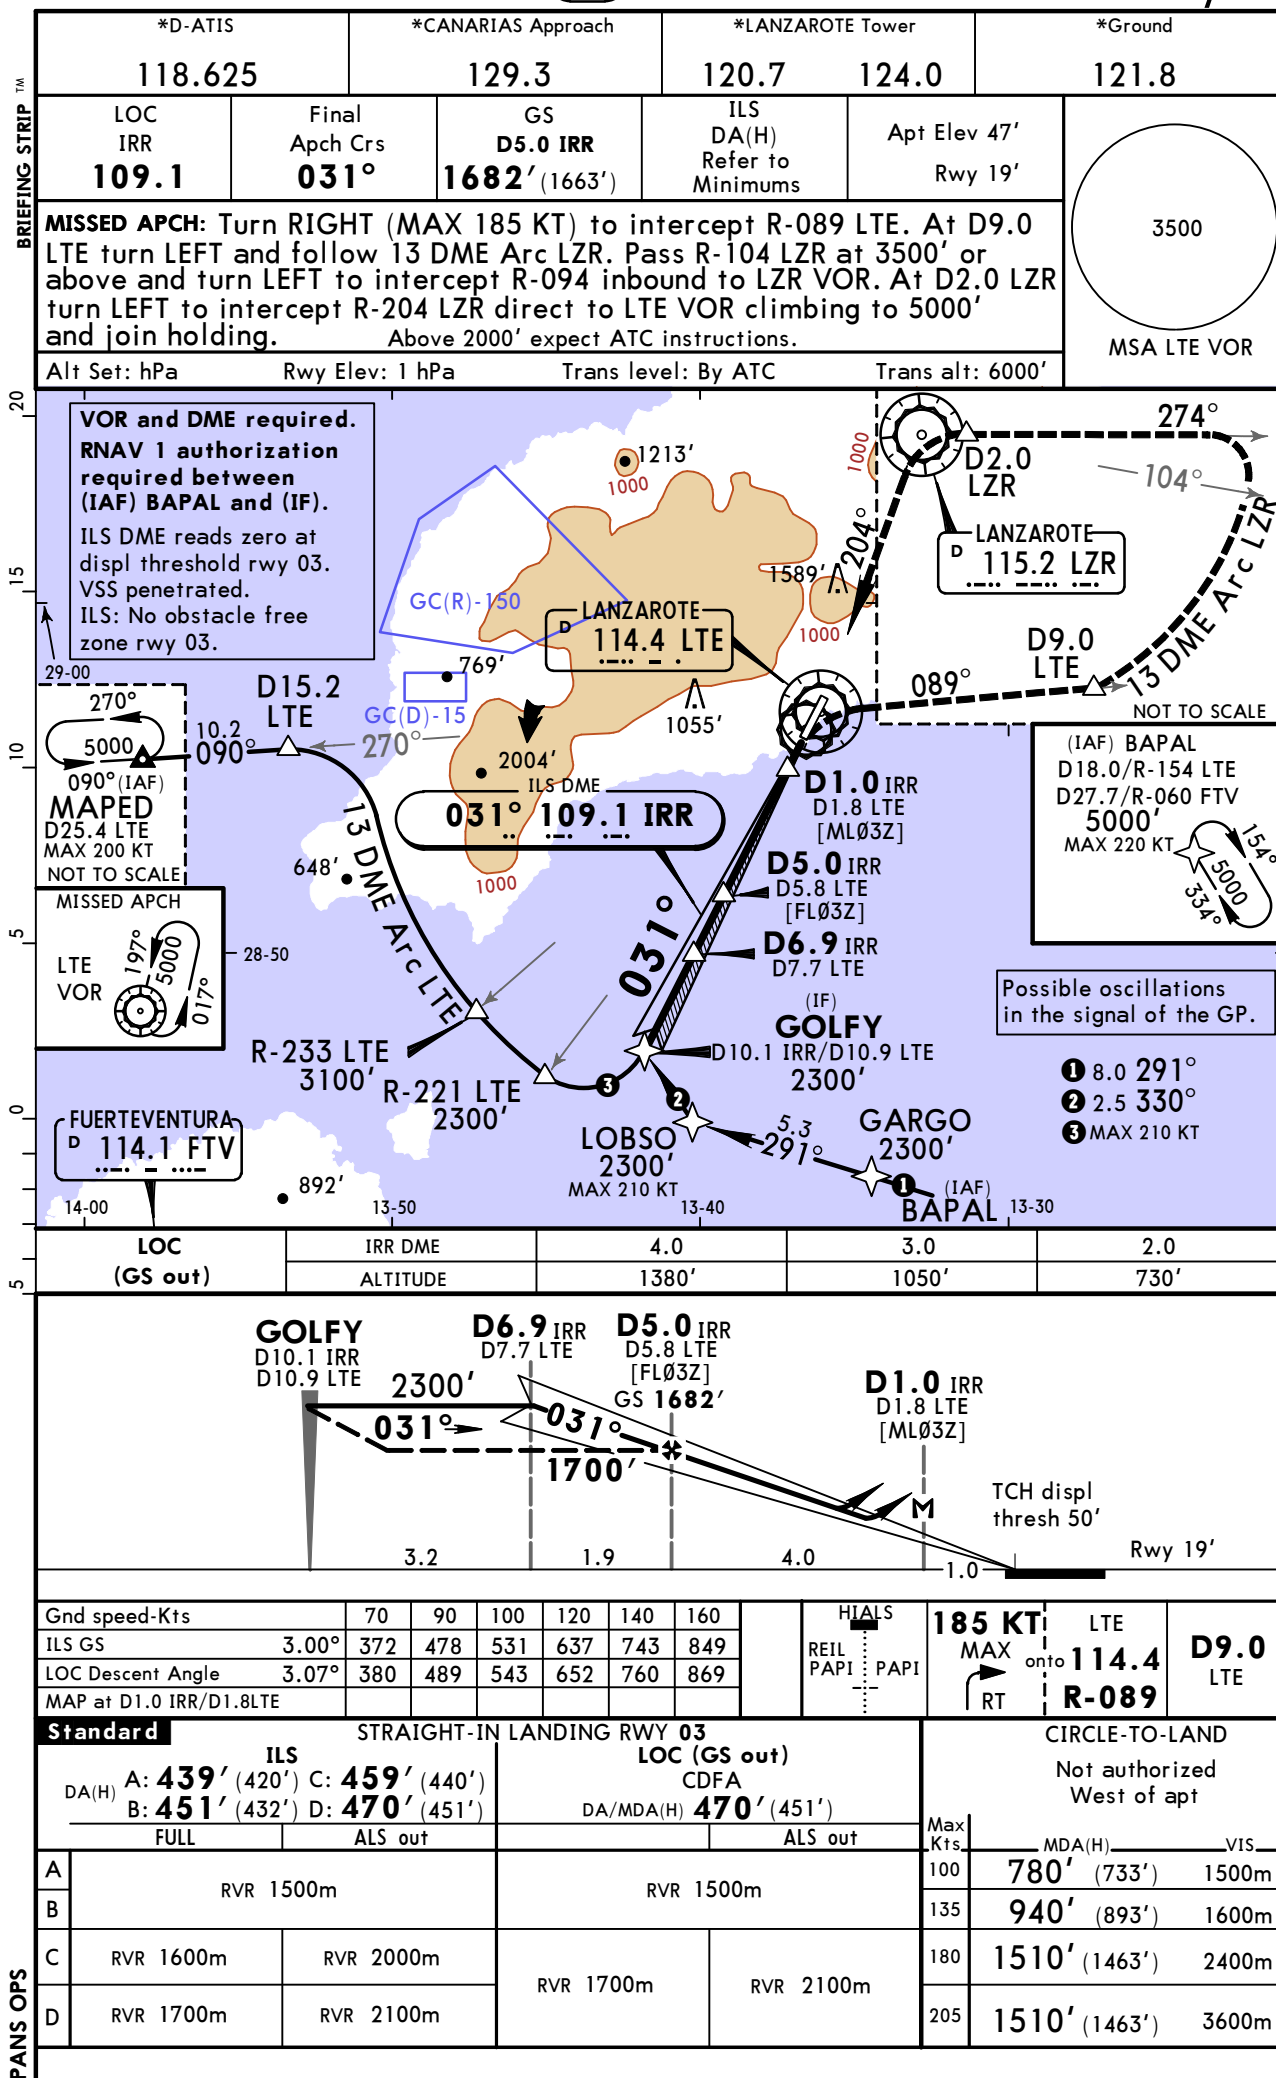 *D-ATIS
118.625
*CANARIAS Approach
129.3
*LANZAROTE Tower
120.7 124.0
*Ground
121.8
BRIEFING STRIP TM
LOC
IRR
109.1
Final
Apch Crs
031°
GS
D5.0 IRR
1682' (1663')
ILS
DA(H)
Refer to
Minimums
Apt Elev 47'
Rwy 19'
3500
MSA LTE VOR
MISSED APCH: Turn RIGHT (MAX 185 KT) to intercept R-089 LTE. At D9.0
LTE turn LEFT and follow 13 DME Arc LZR. Pass R-104 LZR at 3500' or
above and turn LEFT to intercept R-094 inbound to LZR VOR. At D2.0 LZR
turn LEFT to intercept R-204 LZR direct to LTE VOR climbing to 5000'
and join holding. Above 2000' expect ATC instructions.
Alt Set: hPa Rwy Elev: 1 hPa Trans level: By ATC Trans alt: 6000'
20
15
10
5
0
5
VOR and DME required.
RNAV 1 authorization
required between
(IAF) BAPAL and (IF).
ILS DME reads zero at
displ threshold rwy 03.
VSS penetrated.
ILS: No obstacle free
zone rwy 03.
1213'
1000
1000
274°
D2.0
LZR
104°
LANZAROTE
D 115.2 LZR
204°
1589'
1000
GC(R)-150
LANZAROTE
D 114.4 LTE
D9.0
LTE
13 DME Arc LZR
089°
NOT TO SCALE
29-00
769'
GC(D)-15
1055'
270°
5000
090° (IAF)
MAPED
D25.4 LTE
MAX 200 KT
NOT TO SCALE
10.2
090°
D15.2
LTE
270°
2004'
ILS DME
031° 109.1 IRR
1000
D1.0 IRR
D1.8 LTE
[MLØ3Z]
(IAF) BAPAL
D18.0/R-154 LTE
D27.7/R-060 FTV
5000'
MAX 220 KT
154°
5000
334°
13 DME Arc LTE
648'
D5.0 IRR
D5.8 LTE
[FLØ3Z]
031°
D6.9 IRR
D7.7 LTE
MISSED APCH
LTE
VOR
197°
5000
017°
28-50
Possible oscillations
in the signal of the GP.
(IF)
GOLFY
D10.1 IRR/D10.9 LTE
2300'
R-233 LTE
3100'
R-221 LTE
2300'
3
2
1 8.0 291°
2 2.5 330°
3 MAX 210 KT
FUERTEVENTURA
D 114.1 FTV
LOBSO
2300'
MAX 210 KT
5.3
291°
GARGO
2300'
1
(IAF)
BAPAL
892'
14-00
13-50
13-40
13-30
LOC
(GS out)
IRR DME 4.0 3.0 2.0
ALTITUDE 1380' 1050' 730'
GOLFY
D10.1 IRR
D10.9 LTE
D6.9 IRR
D7.7 LTE
D5.0 IRR
D5.8 LTE
[FLØ3Z]
GS 1682'
D1.0 IRR
D1.8 LTE
[MLØ3Z]
2300'
031°
031°
1700'
M
TCH displ
thresh 50'
Rwy 19'
3.2 1.9 4.0 1.0
Gnd speed-Kts 70 90 100 120 140 160
ILS GS 3.00° 372 478 531 637 743 849
LOC Descent Angle 3.07° 380 489 543 652 760 869
MAP at D1.0 IRR/D1.8LTE
HIALS
REIL
PAPI PAPI
185 KT
MAX
RT
LTE
onto 114.4
R-089
D9.0
LTE
Standard STRAIGHT-IN LANDING RWY 03
ILS
DA(H)
A: 439' (420') C: 459' (440')
B: 451' (432') D: 470' (451')
LOC (GS out)
CDFA
DA/MDA(H) 470' (451')
FULL ALS out ALS out
CIRCLE-TO-LAND
Not authorized
West of apt
Max
Kts MDA(H) VIS
A
B
RVR 1500m RVR 1500m
100 780' (733') 1500m
135 940' (893') 1600m
C RVR 1600m RVR 2000m
180 1510' (1463') 2400m
RVR 1700m RVR 2100m
D RVR 1700m RVR 2100m
205 1510' (1463') 3600m
PANS OPS